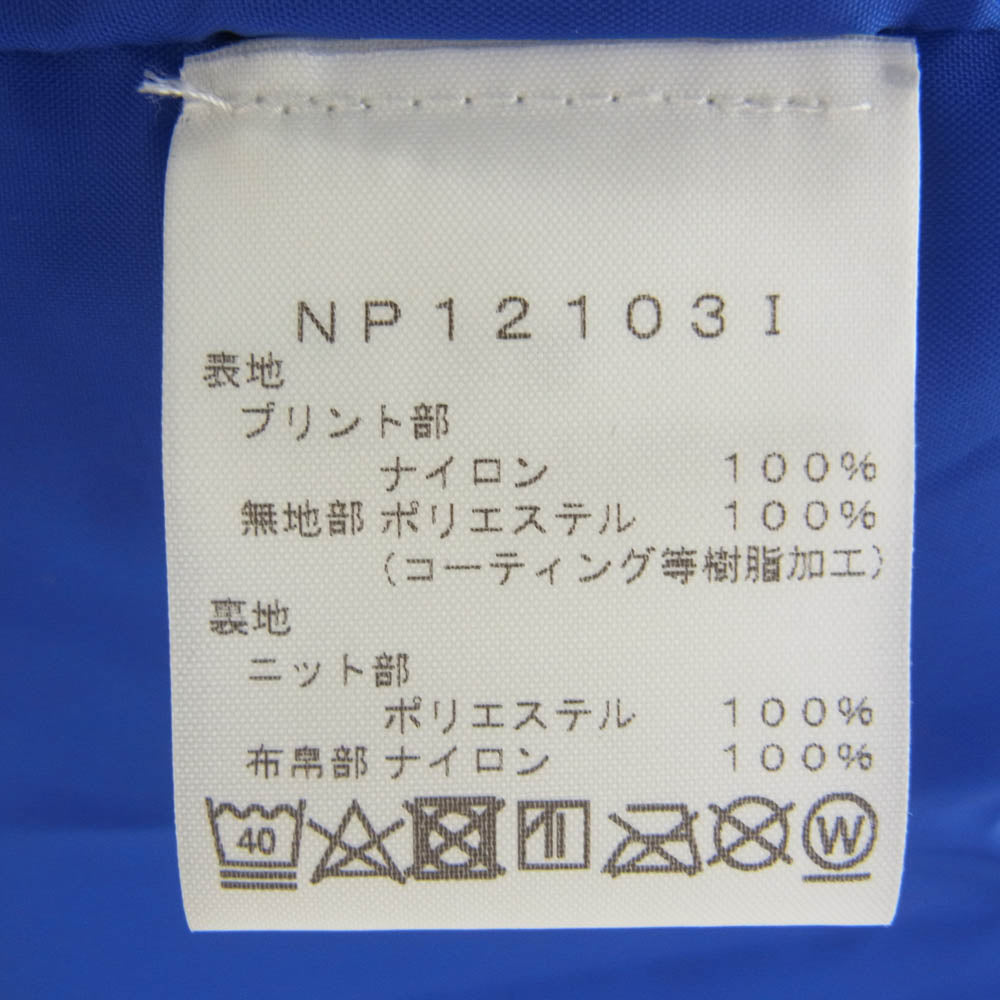 NP12103I
表地
プリント部
ナイロン 100%
無地部 ポリエステル 100%
(コーティング等樹脂加工)
裏地
ニット部
ポリエステル 100%
布帛部 ナイロン 100%
40 W